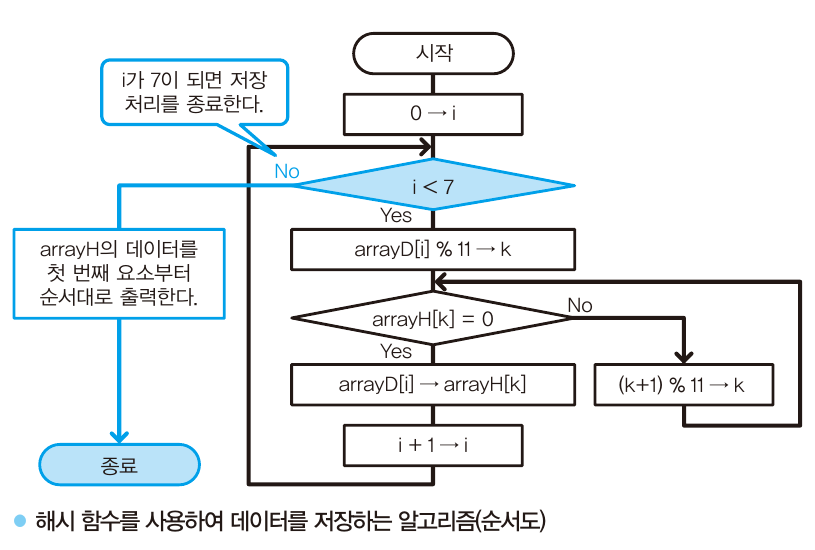 시작
i가 7이 되면 저장
처리를 종료한다.
0 → i
No
i < 7
Yes
arrayH의 데이터를
첫 번째 요소부터
순서대로 출력한다.
arrayD[i] % 11 → k
No
arrayH[k] = 0
Yes
arrayD[i] → arrayH[k]
(k+1) % 11 → k
i + 1 → i
종료
● 해시 함수를 사용하여 데이터를 저장하는 알고리즘(순서도)